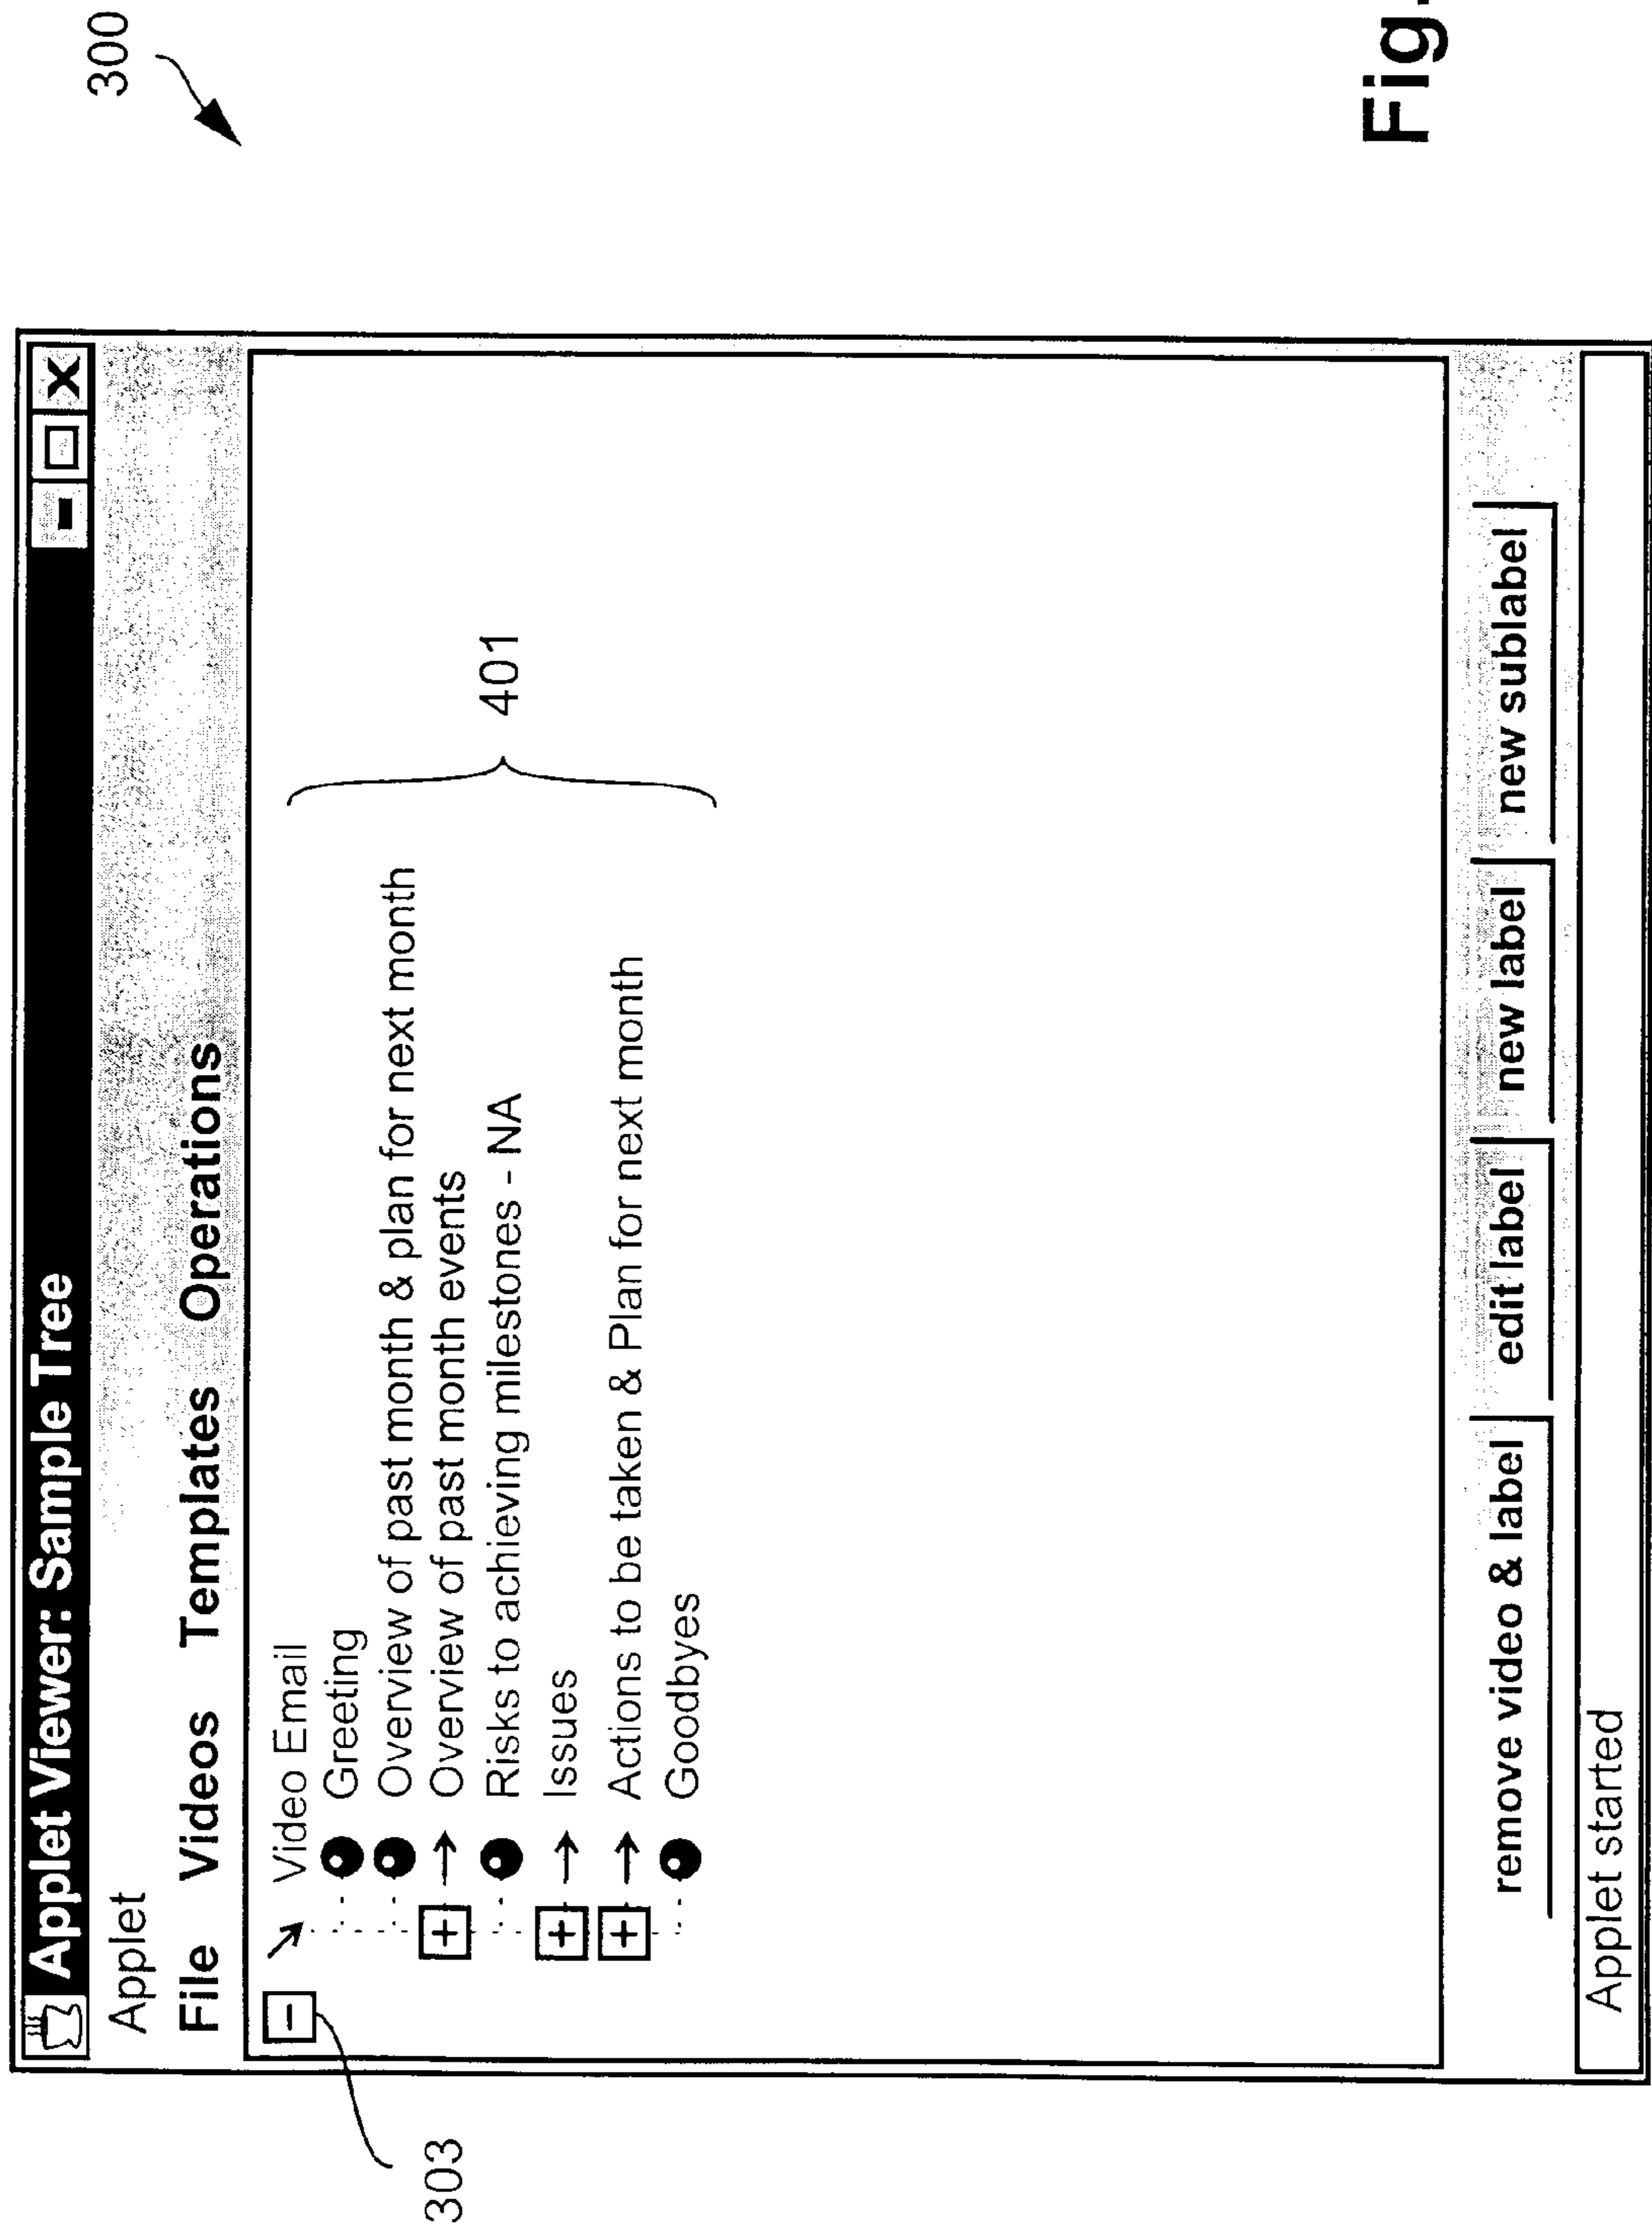 300
Applet Viewer: Sample Tree
Applet
File Videos Templates Operations
Video Email
Greeting
Overview of past month & plan for next month
Overview of past month events
Risks to achieving milestones - NA
Issues
Actions to be taken & Plan for next month
Goodbyes
401
303
remove video & label edit label new label new sublabel
Applet started
Fig.